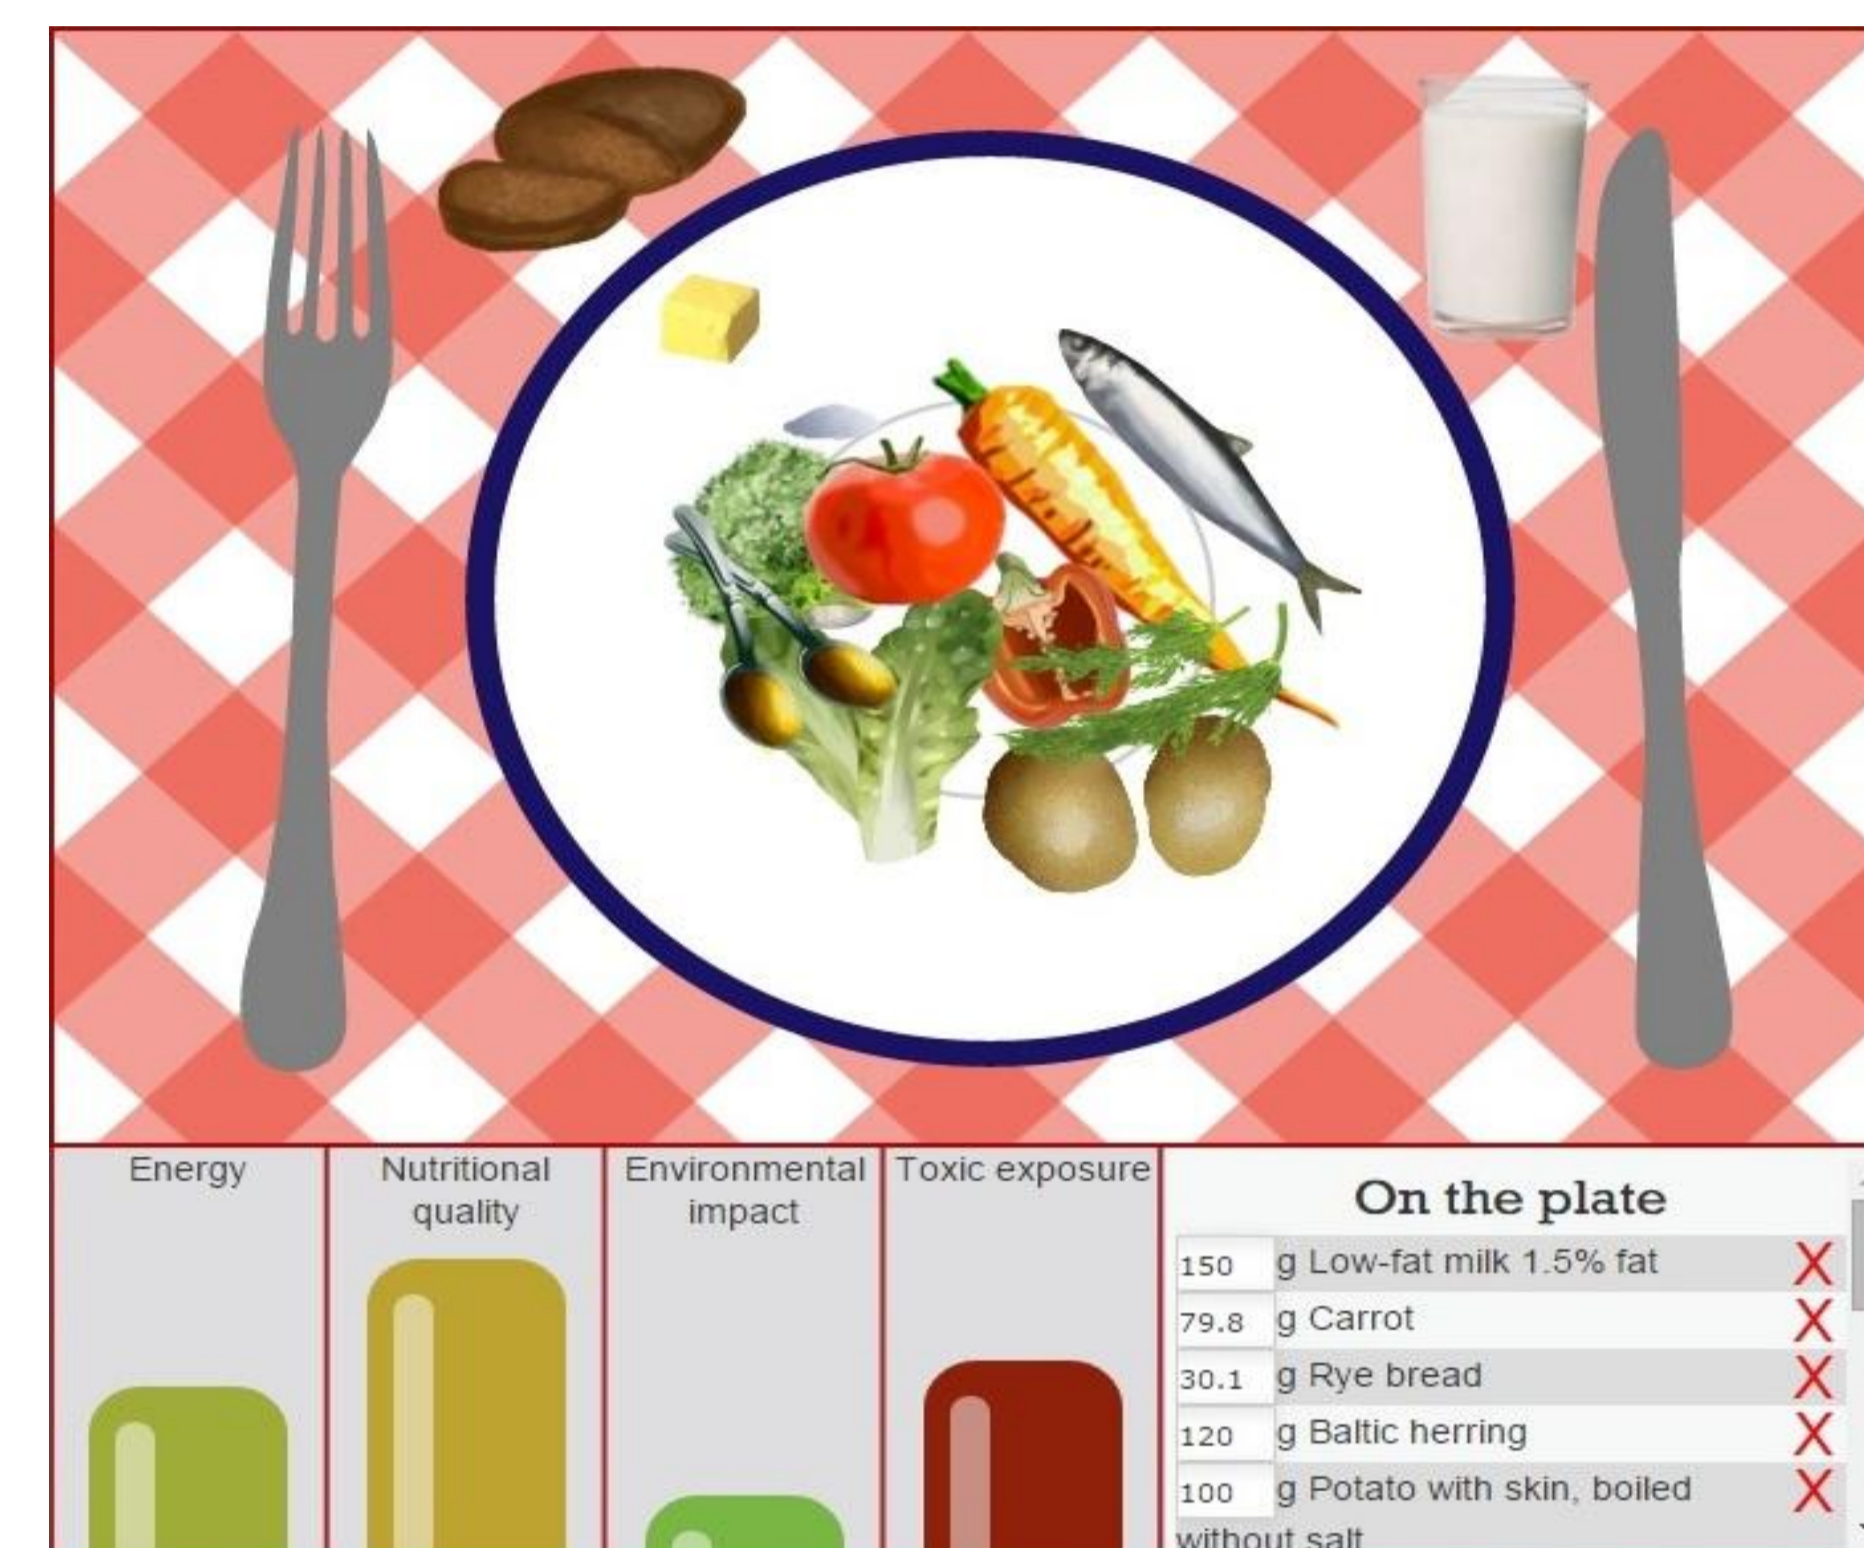 Energy
Nutritional
quality
Environmental
impact
Toxic exposure
On the plate
150 g Low-fat milk 1.5% fat X
79.8 g Carrot X
30.1 g Rye bread X
120 g Baltic herring X
100 g Potato with skin, boiled X
without salt